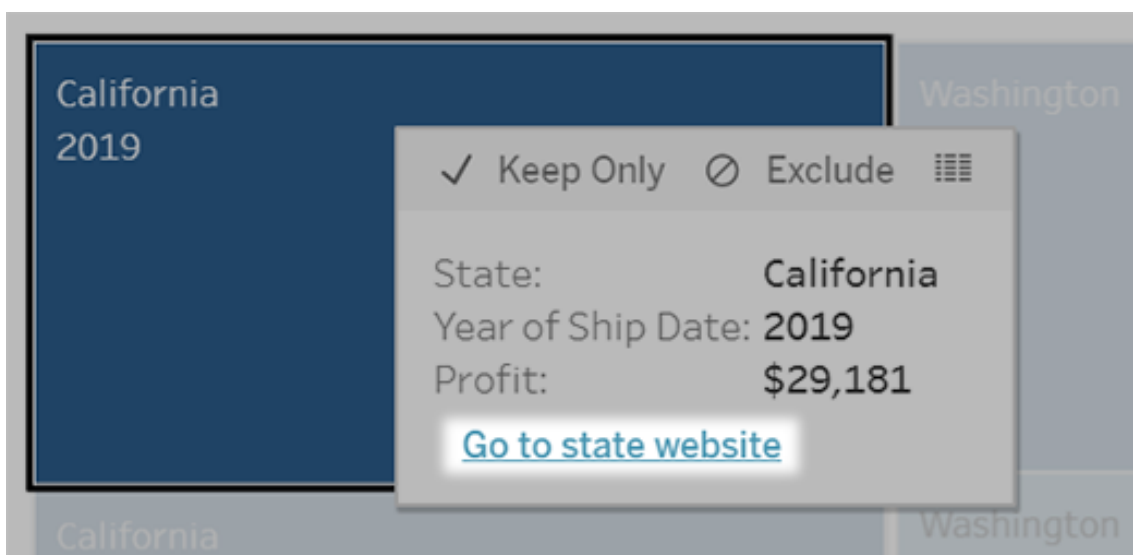 California
2019
Washington
Keep Only Exclude
State: California
Year of Ship Date: 2019
Profit: $29,181
Go to state website
California
Washington